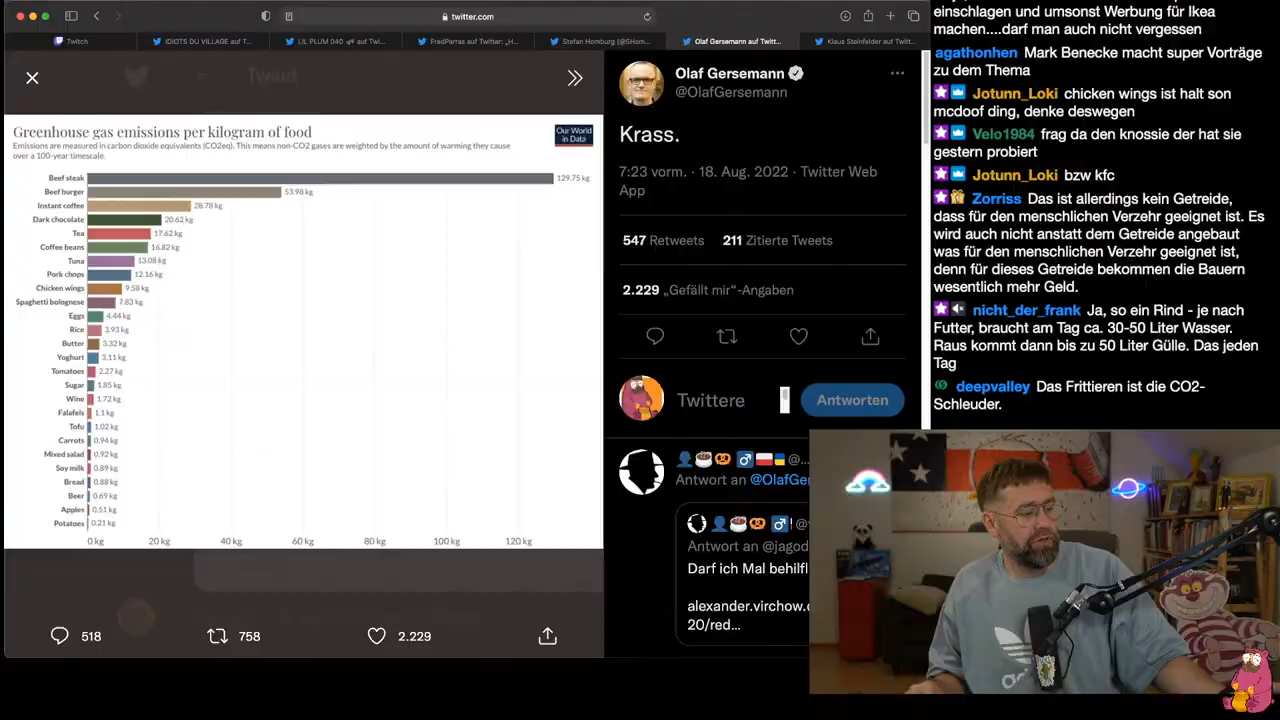 twitter.com
Twitch
IDIOTS DU VILLAGE auf T...
LIL PLUM 040 auf Twi...
FredParras auf Twitter: „H...
Stefan Homburg (@SHom...
Olaf Gersemann auf Twitt...
Klaus Steinfelder auf Twitt...
Tweet
Greenhouse gas emissions per kilogram of food
Our World
in Data
Emissions are measured in carbon dioxide equivalents (CO2eq). This means non-CO2 gases are weighted by the amount of warming they cause
over a 100-year timescale.
Beef steak 129.75 kg
Beef burger 53.98 kg
Instant coffee 28.78 kg
Dark chocolate 20.62 kg
Tea 17.62 kg
Coffee beans 16.82 kg
Tuna 13.08 kg
Pork chops 12.16 kg
Chicken wings 9.58 kg
Spaghetti bolognese 7.83 kg
Eggs 4.44 kg
Rice 3.93 kg
Butter 3.32 kg
Yoghurt 3.11 kg
Tomatoes 2.27 kg
Sugar 1.85 kg
Wine 1.72 kg
Falafels 1.1 kg
Tofu 1.02 kg
Carrots 0.94 kg
Mixed salad 0.92 kg
Soy milk 0.89 kg
Bread 0.88 kg
Beer 0.69 kg
Apples 0.51 kg
Potatoes 0.21 kg
0 kg 20 kg 40 kg 60 kg 80 kg 100 kg 120 kg
518 758 2.229
Olaf Gersemann
@OlafGersemann
Krass.
7:23 vorm. · 18. Aug. 2022 · Twitter Web
App
547 Retweets 211 Zitierte Tweets
2.229 „Gefällt mir“-Angaben
Twittere Antworten
@...
Antwort an @OlafGer
Antwort an @jagod
Darf ich Mal behilfl
alexander.virchow.
20/red...
einschlagen und umsonst Werbung für Ikea
machen....darf man auch nicht vergessen
agathonhen Mark Benecke macht super Vorträge
zu dem Thema
Jotunn_Loki chicken wings ist halt son
mcdoof ding, denke deswegen
Velo1984 frag da den knossie der hat sie
gestern probiert
Jotunn_Loki bzw kfc
Zorriss Das ist allerdings kein Getreide,
dass für den menschlichen Verzehr geeignet ist. Es
wird auch nicht anstatt dem Getreide angebaut
was für den menschlichen Verzehr geeignet ist,
denn für dieses Getreide bekommen die Bauern
wesentlich mehr Geld.
nicht_der_frank Ja, so ein Rind - je nach
Futter, braucht am Tag ca. 30-50 Liter Wasser.
Raus kommt dann bis zu 50 Liter Gülle. Das jeden
Tag
deepvalley Das Frittieren ist die CO2-
Schleuder.